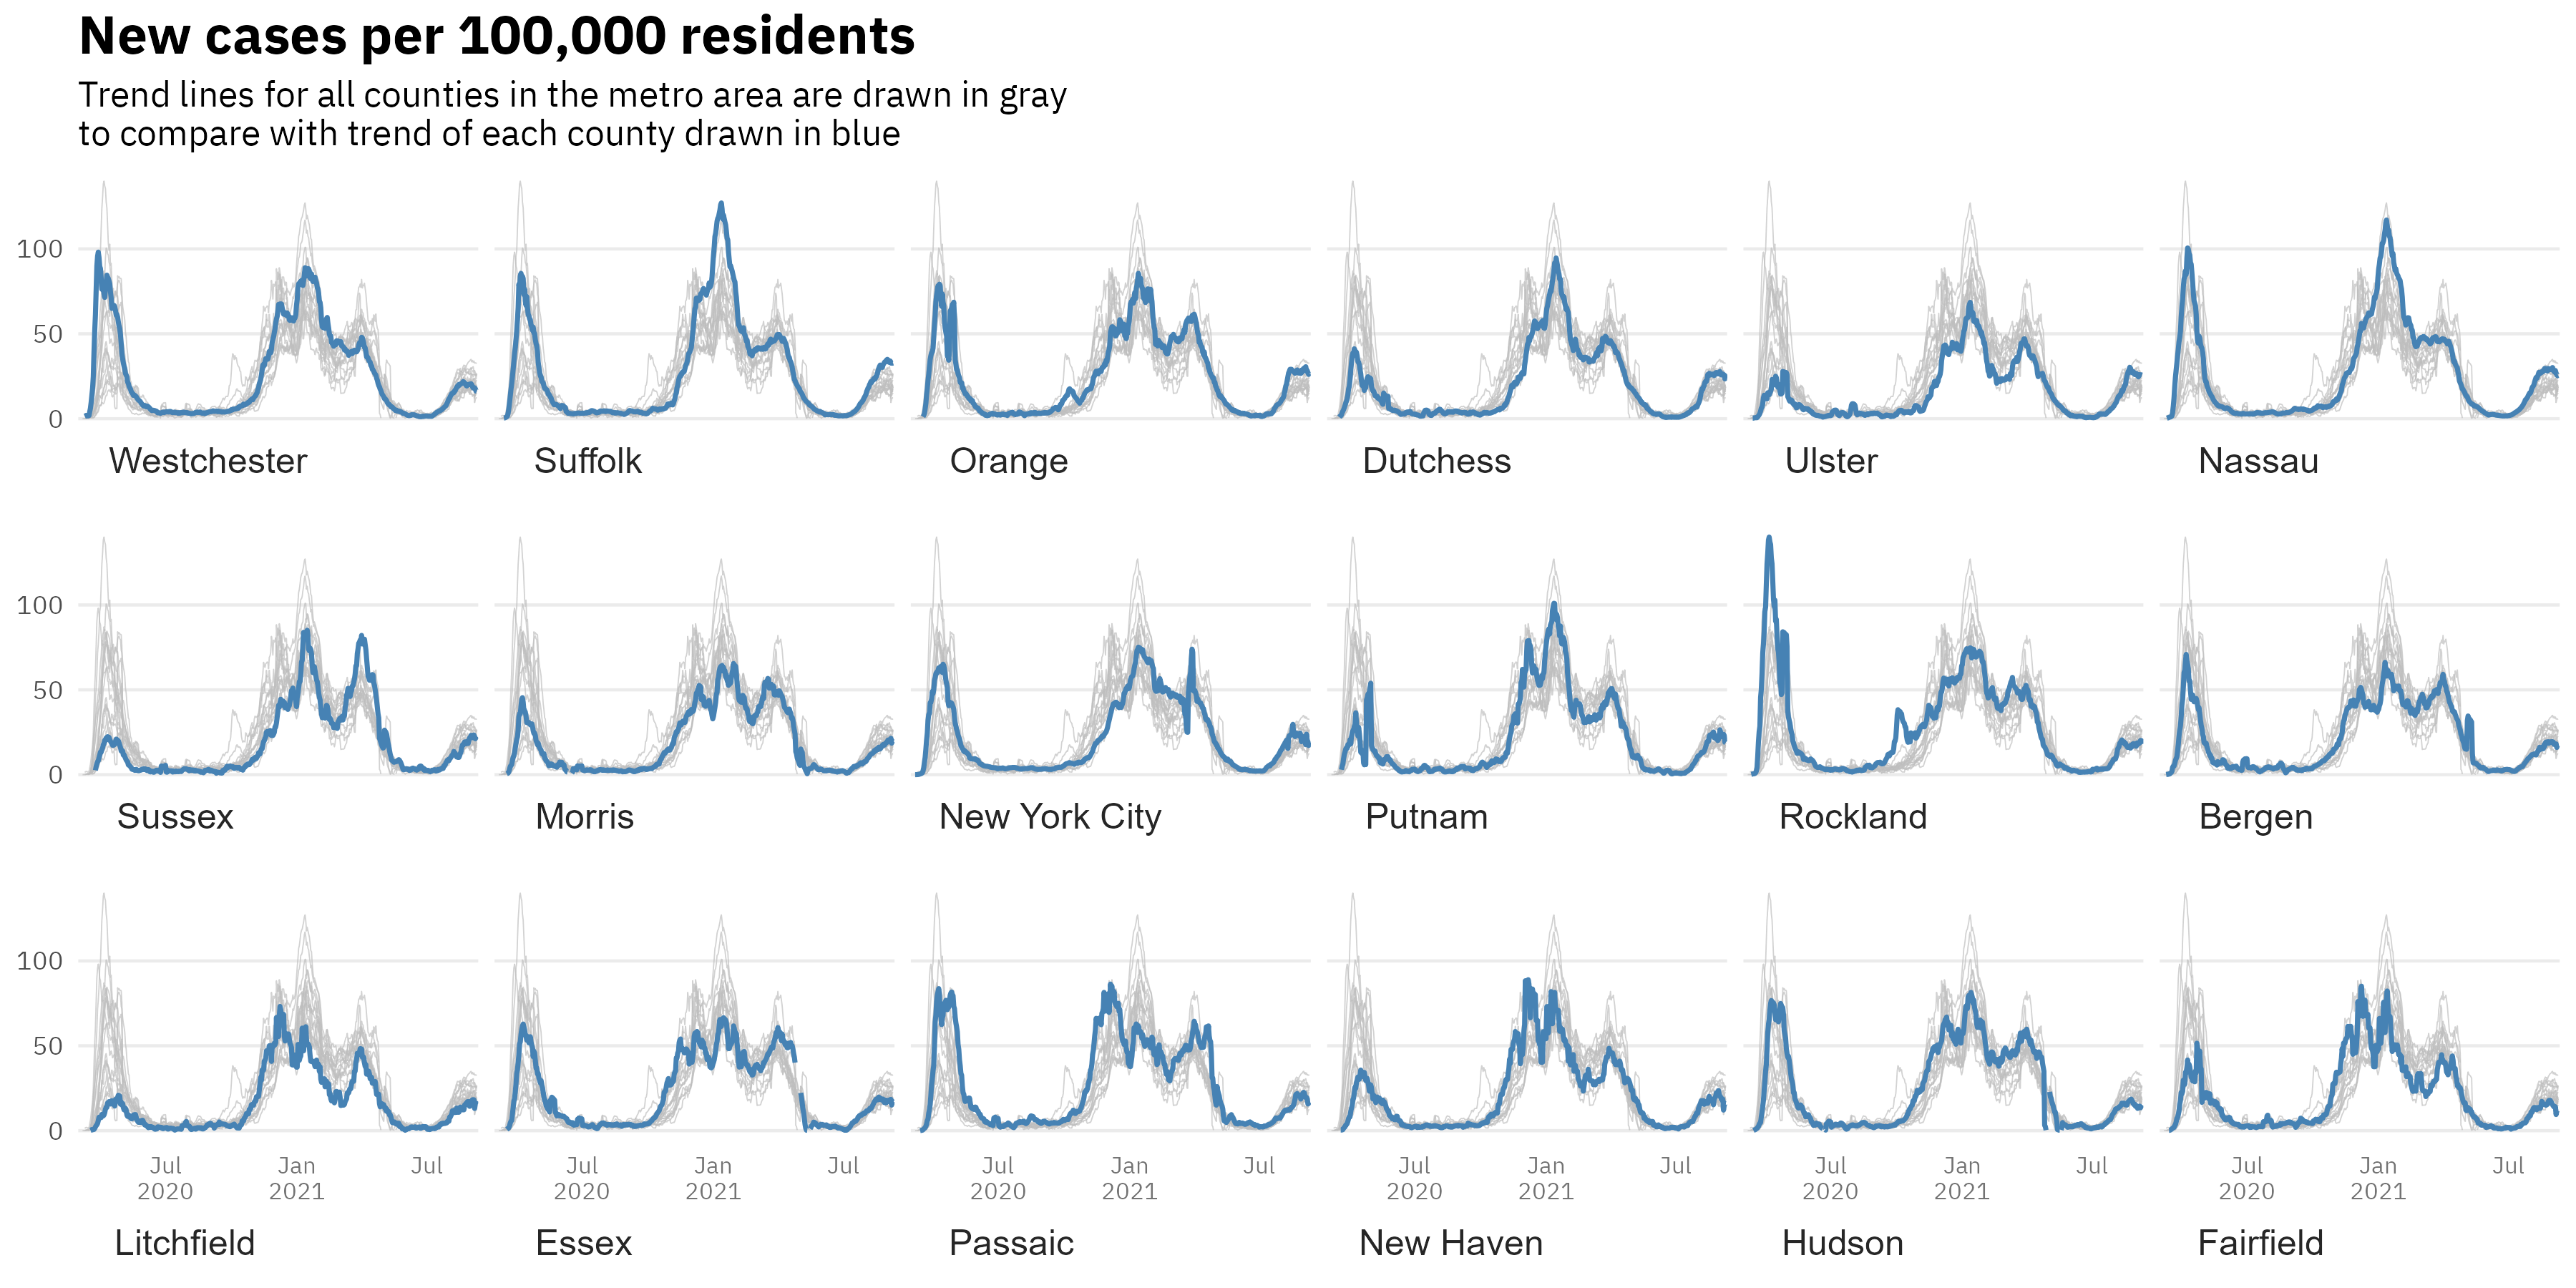 New cases per 100,000 residents
Trend lines for all counties in the metro area are drawn in gray
to compare with trend of each county drawn in blue
100
50
0
Westchester Suffolk Orange Dutchess Ulster Nassau
100
50
0
Sussex Morris New York City Putnam Rockland Bergen
100
50
0
Jul Jan Jul Jul Jan Jul Jul Jan Jul Jul Jan Jul Jul Jan Jul Jul Jan Jul
2020 2021 2020 2021 2020 2021 2020 2021 2020 2021 2020 2021
Litchfield Essex Passaic New Haven Hudson Fairfield